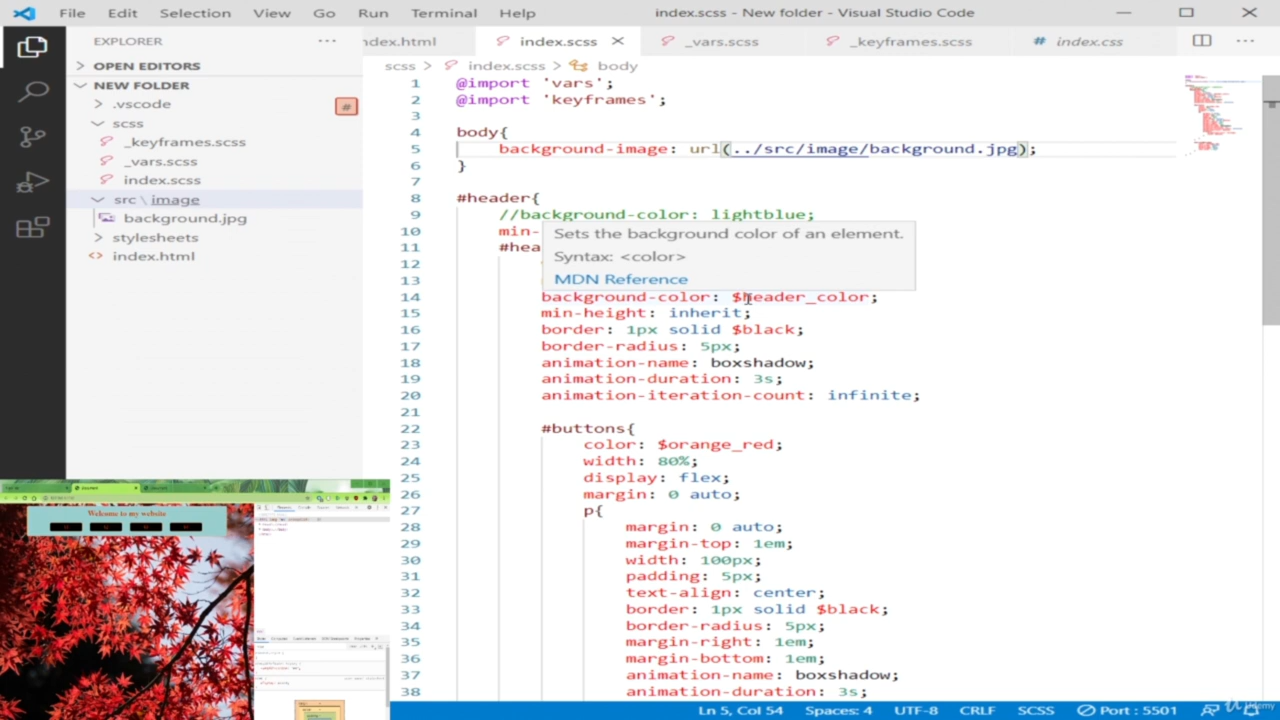 File Edit Selection View Go Run Terminal Help index.scss - New folder - Visual Studio Code
EXPLORER
OPEN EDITORS
NEW FOLDER
.vscode
#
scss
_keyframes.scss
_vars.scss
index.scss
src \ image
background.jpg
stylesheets
index.html
ndex.html index.scss _vars.scss _keyframes.scss # index.css
scss > index.scss > body
1 @import 'vars';
2 @import 'keyframes';
3
4 body{
5 background-image: url(../src/image/background.jpg);
6 }
7
8 #header{
9 //background-color: lightblue;
10 min-
11 #hea
12
13
Sets the background color of an element.
Syntax: <color>
MDN Reference
14 background-color: $header_color;
15 min-height: inherit;
16 border: 1px solid $black;
17 border-radius: 5px;
18 animation-name: boxshadow;
19 animation-duration: 3s;
20 animation-iteration-count: infinite;
21
22 #buttons{
23 color: $orange_red;
24 width: 80%;
25 display: flex;
26 margin: 0 auto;
27 p{
28 margin: 0 auto;
29 margin-top: 1em;
30 width: 100px;
31 padding: 5px;
32 text-align: center;
33 border: 1px solid $black;
34 border-radius: 5px;
35 margin-right: 1em;
36 margin-bottom: 1em;
37 animation-name: boxshadow;
38 animation-duration: 3s;
Welcome to my website
Ln 5, Col 54 Spaces: 4 UTF-8 CRLF SCSS Port : 5501
Udemy